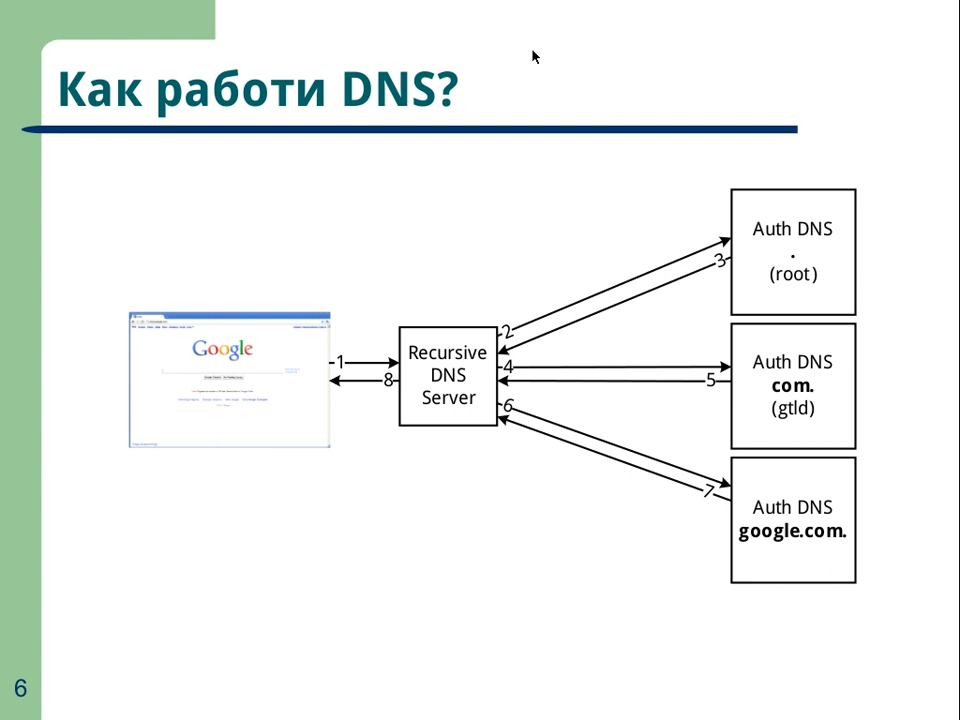 Как работи DNS?
Auth DNS
.
(root)
3
2
Google
1
8
Recursive
DNS
Server
4
5
6
7
Auth DNS
com.
(gtld)
Auth DNS
google.com.
6